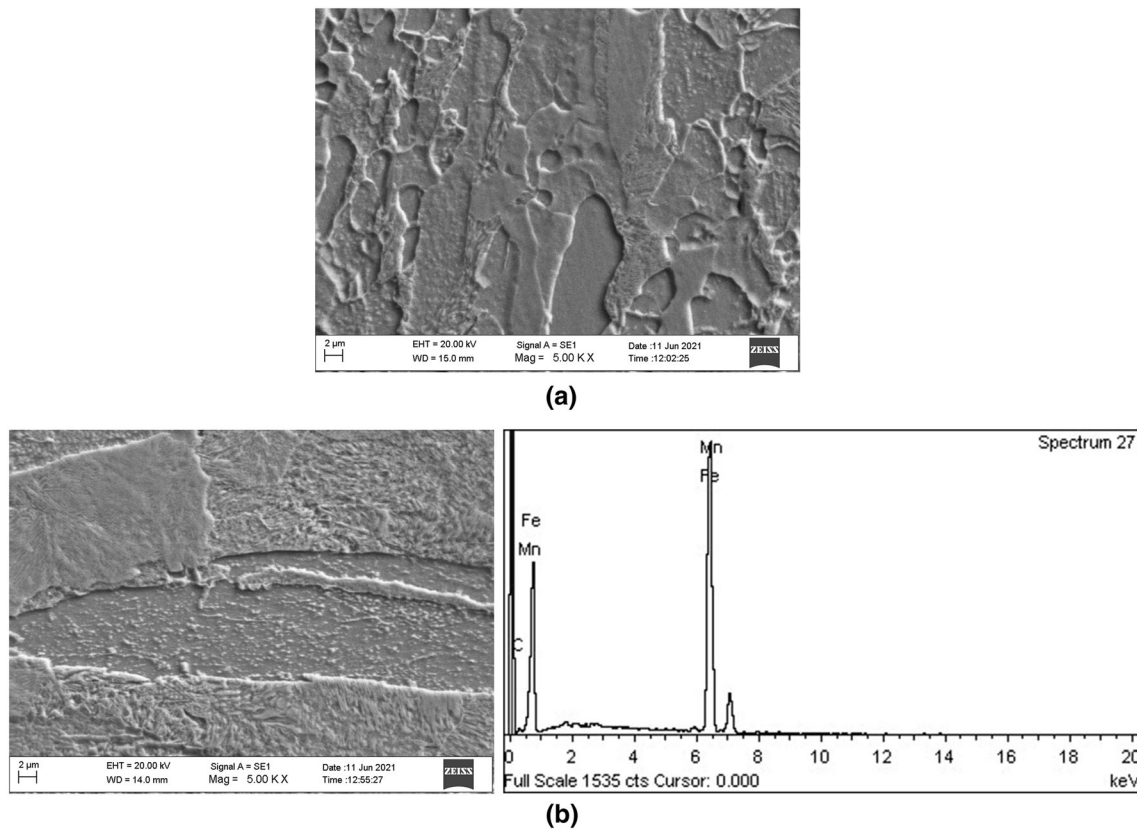 2 µm
EHT = 20.00 kV
Signal A = SE1
Date :11 Jun 2021
ZEISS
WD = 15.0 mm
Mag = 5.00 K X
Time :12:02:25
(a)
2 µm
EHT = 20.00 kV
Signal A = SE1
Date :11 Jun 2021
ZEISS
WD = 14.0 mm
Mag = 5.00 K X
Time :12:55:27
Spectrum 27
Mn
Fe
Fe
Mn
C
0 2 4 6 8 10 12 14 16 18 20
Full Scale 1535 cts Cursor: 0.000
keV
(b)